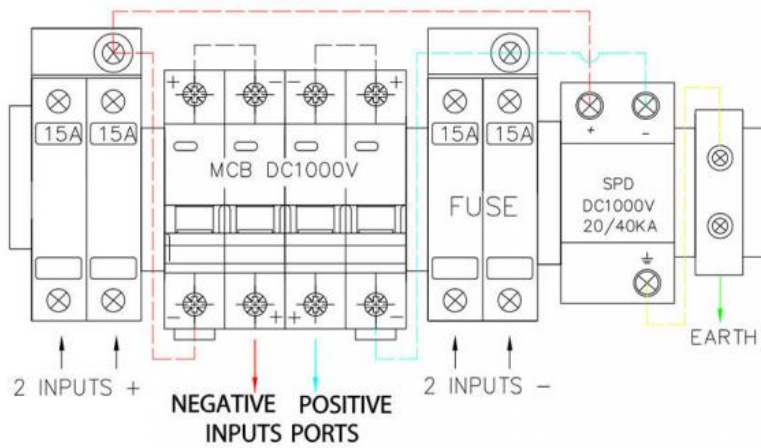 + - - +
15A 15A
MCB DC1000V
15A 15A
FUSE
+ -
SPD
DC1000V
20/40KA
- + + -
EARTH
2 INPUTS +
NEGATIVE POSITIVE
INPUTS PORTS
2 INPUTS -